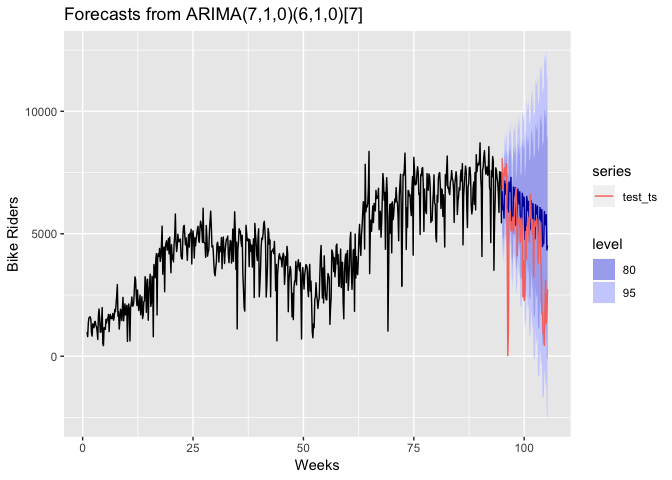 Forecasts from ARIMA(7,1,0)(6,1,0)[7]
10000
5000
0
Bike Riders
0 25 50 75 100
Weeks
series
test_ts
level
80
95